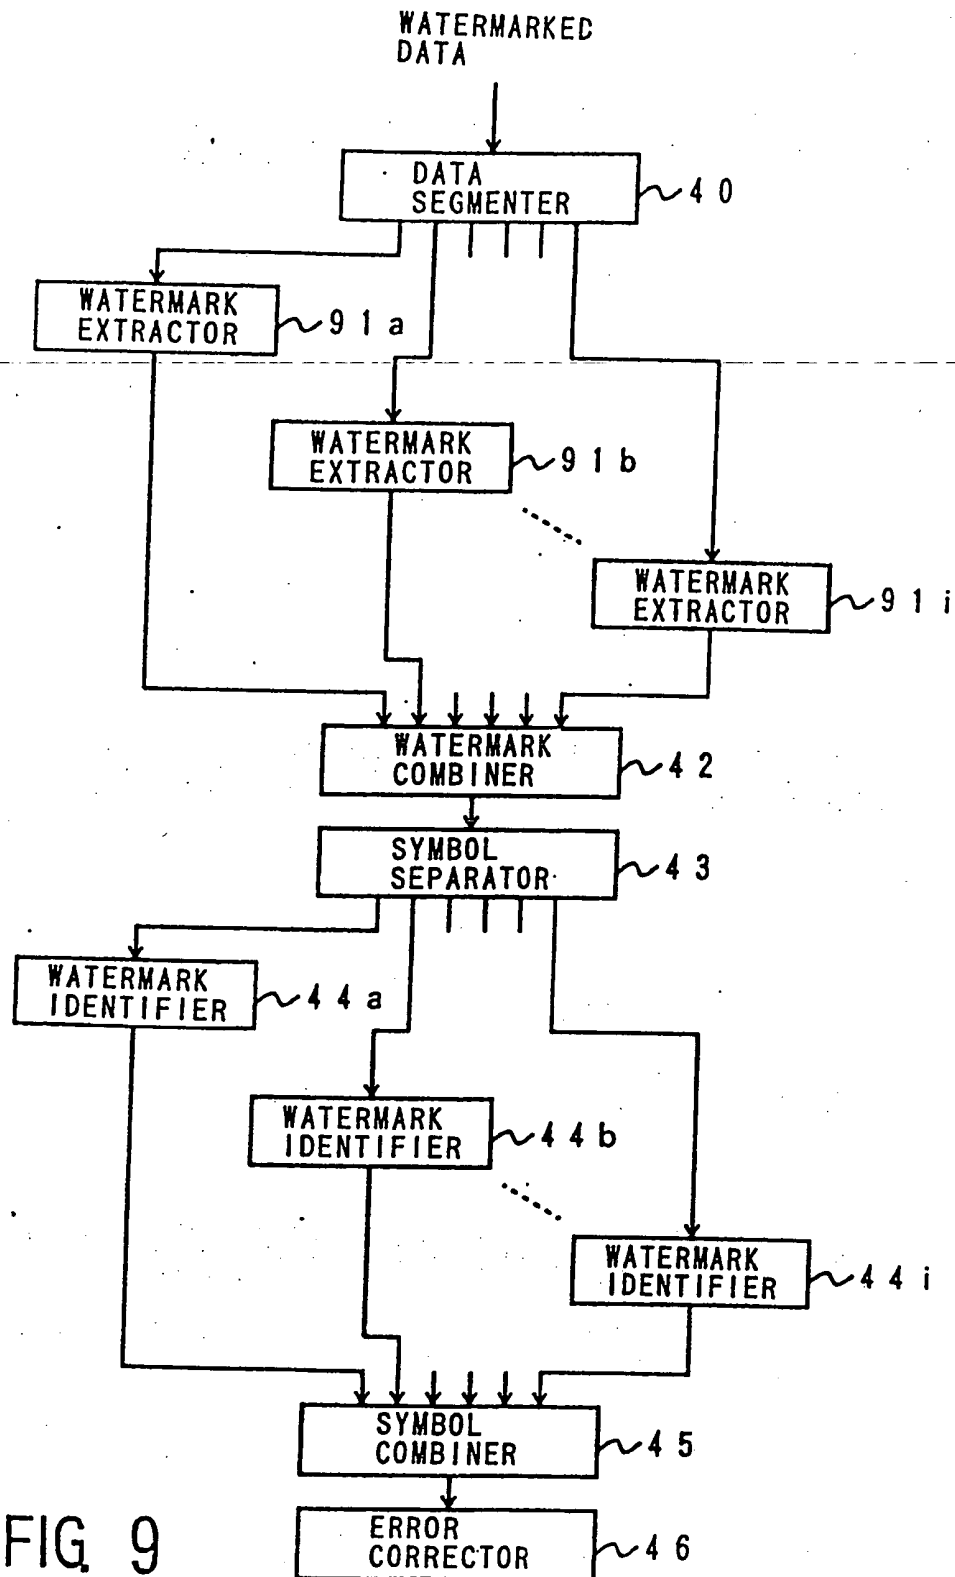 WATERMARKED
DATA
DATA
SEGMENTER
40
WATERMARK
EXTRACTOR
91a
WATERMARK
EXTRACTOR
91b
WATERMARK
EXTRACTOR
91i
WATERMARK
COMBINER
42
SYMBOL
SEPARATOR
43
WATERMARK
IDENTIFIER
44a
WATERMARK
IDENTIFIER
44b
WATERMARK
IDENTIFIER
44i
SYMBOL
COMBINER
45
ERROR
CORRECTOR
46
FIG. 9